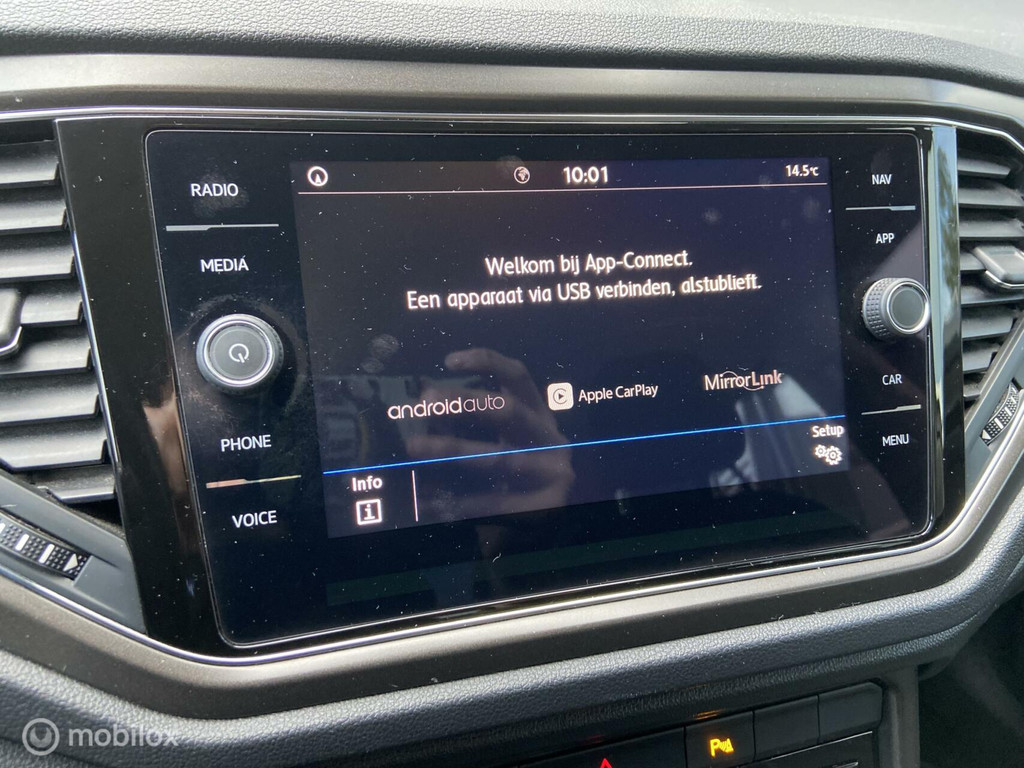 RADIO
MEDIA
PHONE
VOICE
10:01
14.5°C
Welkom bij App-Connect.
Een apparaat via USB verbinden, alstublieft.
androidauto
Apple CarPlay
MirrorLink
Info
i
Setup
NAV
APP
CAR
MENU
P
mobilox